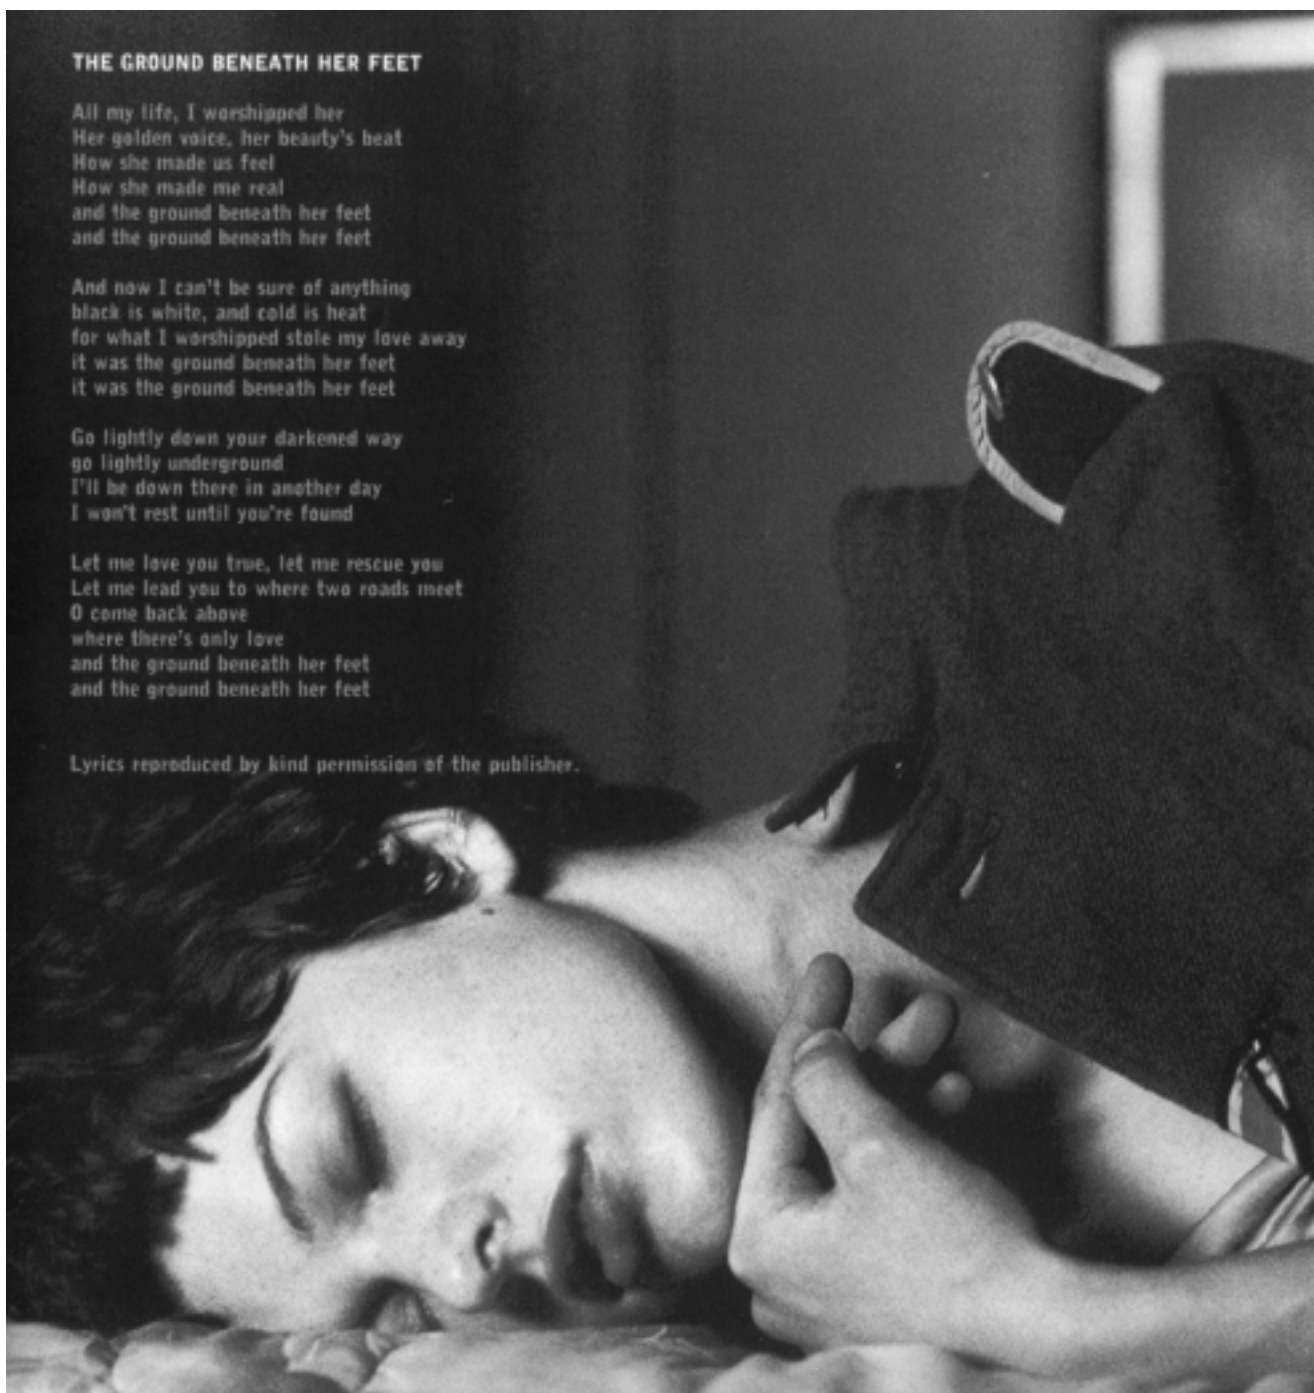 THE GROUND BENEATH HER FEET
All my life, I worshipped her
Her golden voice, her beauty's beat
How she made us feel
How she made me real
and the ground beneath her feet
and the ground beneath her feet
And now I can't be sure of anything
black is white, and cold is heat
for what I worshipped stole my love away
it was the ground beneath her feet
it was the ground beneath her feet
Go lightly down your darkened way
go lightly underground
I'll be down there in another day
I won't rest until you're found
Let me love you true, let me rescue you
Let me lead you to where two roads meet
O come back above
where there's only love
and the ground beneath her feet
and the ground beneath her feet
Lyrics reproduced by kind permission of the publisher.